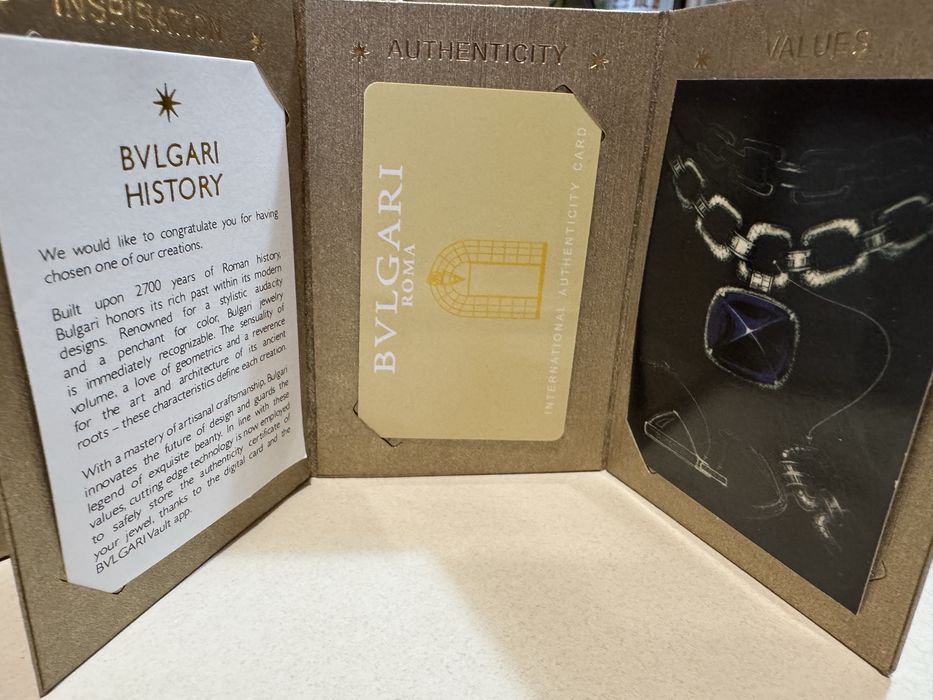 INSPIRATION
BVLGARI
HISTORY
We would like to congratulate you for having
chosen one of our creations.
Built upon 2700 years of Roman history,
Bulgari honors its rich past within its modern
designs. Renowned for a stylistic audacity
and a penchant for color, Bulgari jewelry
is immediately recognizable. The sensuality of
volume, a love of geometrics and a reverence
for the art and architecture of its ancient
roots – these characteristics define each creation.
With a mastery of artisanal craftsmanship, Bulgari
innovates the future of design and guards the
legend of exquisite beauty. In line with these
values, cutting edge technology is now employed
to safely store the authenticity certificate of
your jewel, thanks to the digital card and the
BVLGARI Vault app.
AUTHENTICITY
BVLGARI
ROMA
INTERNATIONAL AUTHENTICITY CARD
VALUES